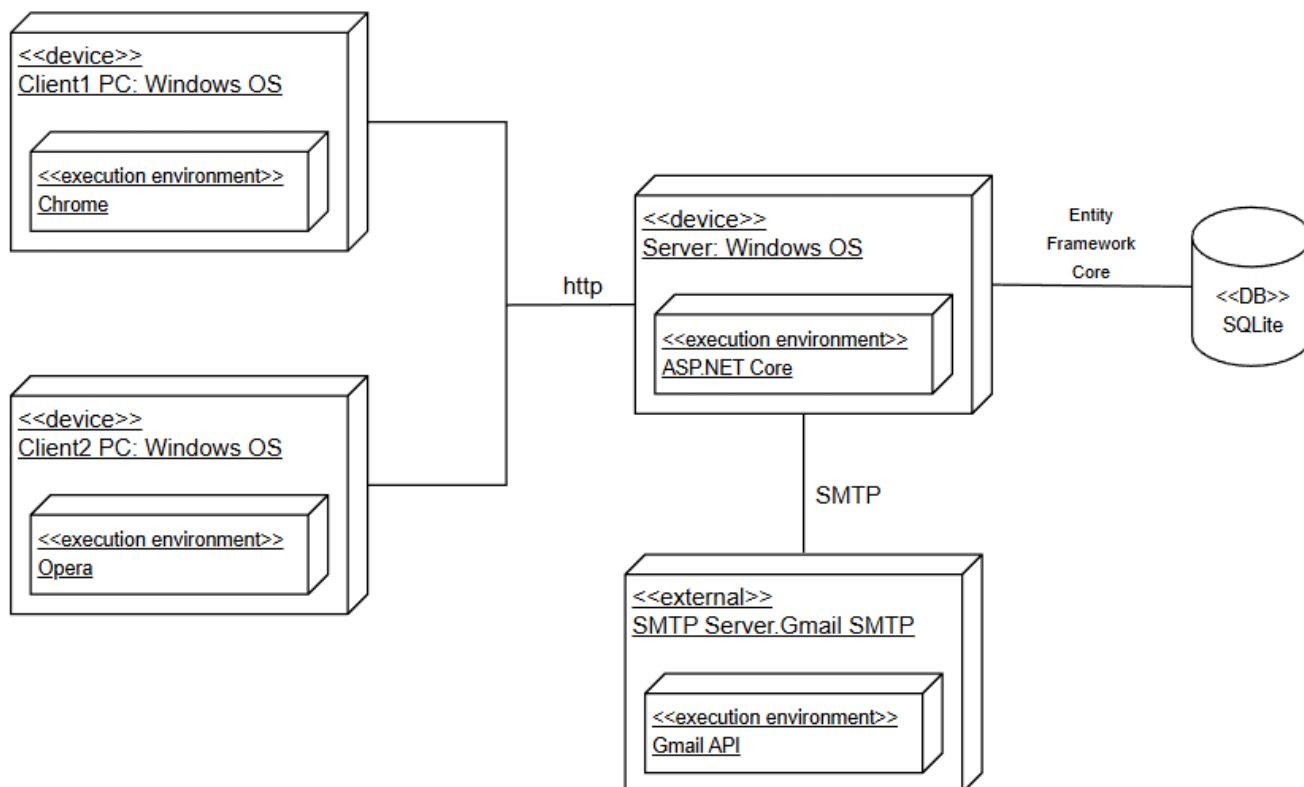 <<device>>
Client1 PC: Windows OS
<<execution environment>>
Chrome
<<device>>
Client2 PC: Windows OS
<<execution environment>>
Opera
http
<<device>>
Server: Windows OS
<<execution environment>>
ASP.NET Core
Entity
Framework
Core
<<DB>>
SQLite
SMTP
<<external>>
SMTP Server.Gmail SMTP
<<execution environment>>
Gmail API